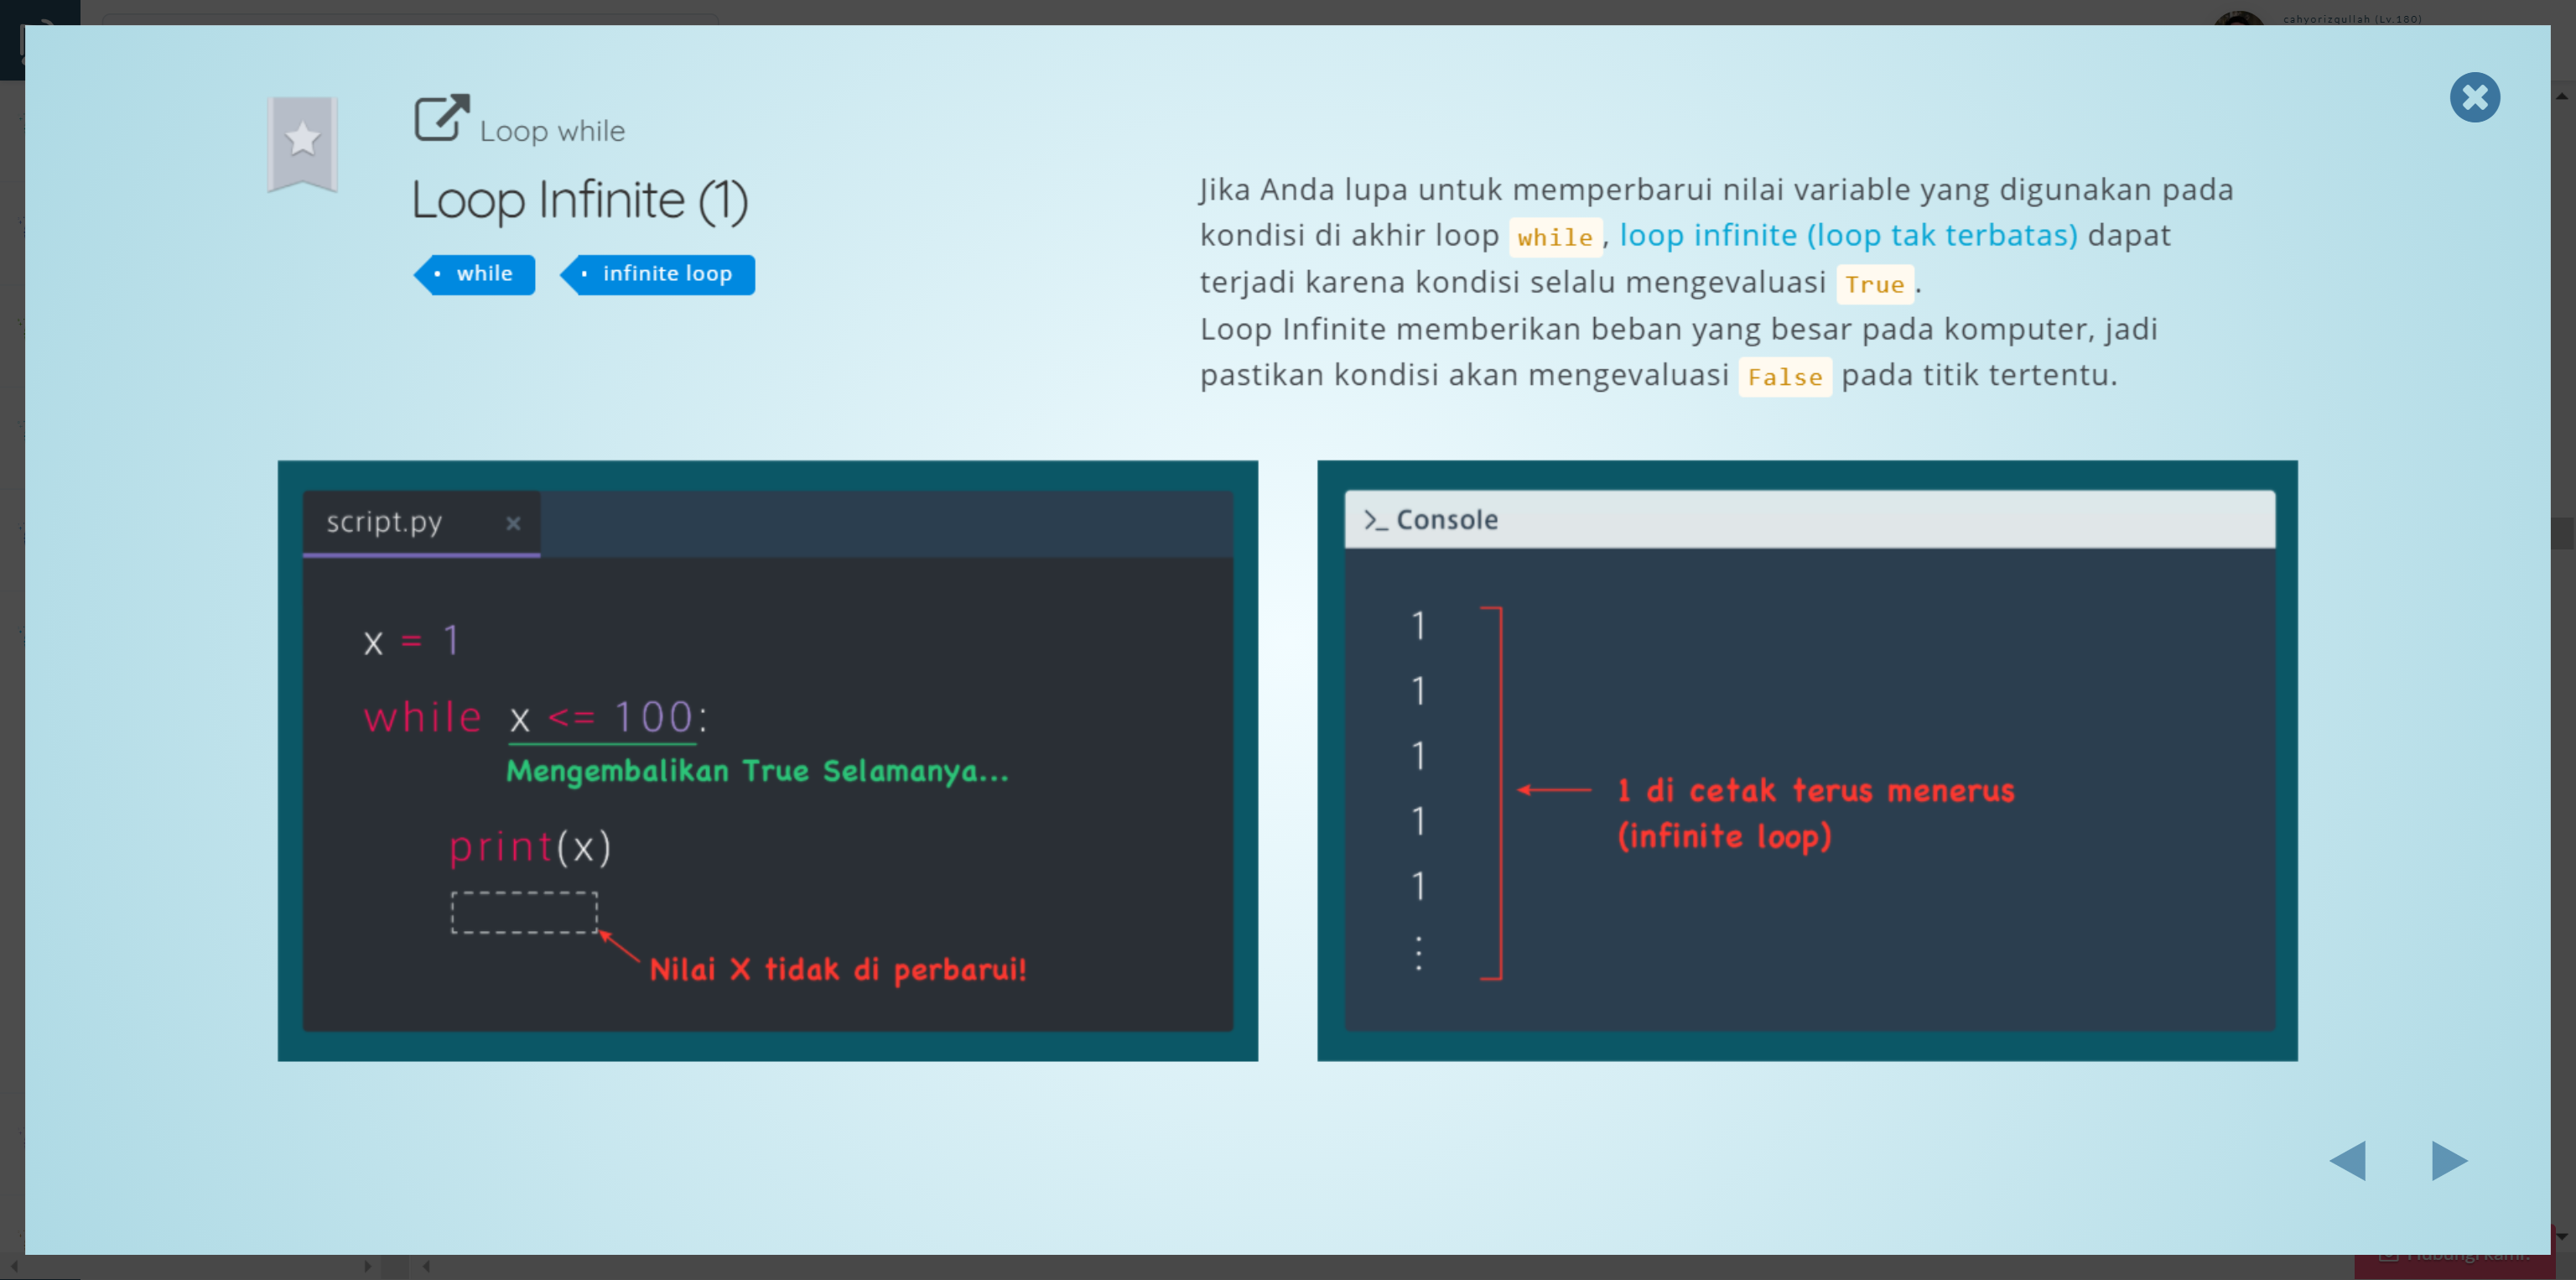 cahyorizqullah (Lv.180)
Loop while
Loop Infinite (1)
while
infinite loop
Jika Anda lupa untuk memperbarui nilai variable yang digunakan pada
kondisi di akhir loop while, loop infinite (loop tak terbatas) dapat
terjadi karena kondisi selalu mengevaluasi True.
Loop Infinite memberikan beban yang besar pada komputer, jadi
pastikan kondisi akan mengevaluasi False pada titik tertentu.
script.py ×
x = 1
while x <= 100:
Mengembalikan True Selamanya...
print(x)
Nilai X tidak di perbarui!
>_ Console
1
1
1
1
1
⋮
1 di cetak terus menerus
(infinite loop)
Hubungi kami.